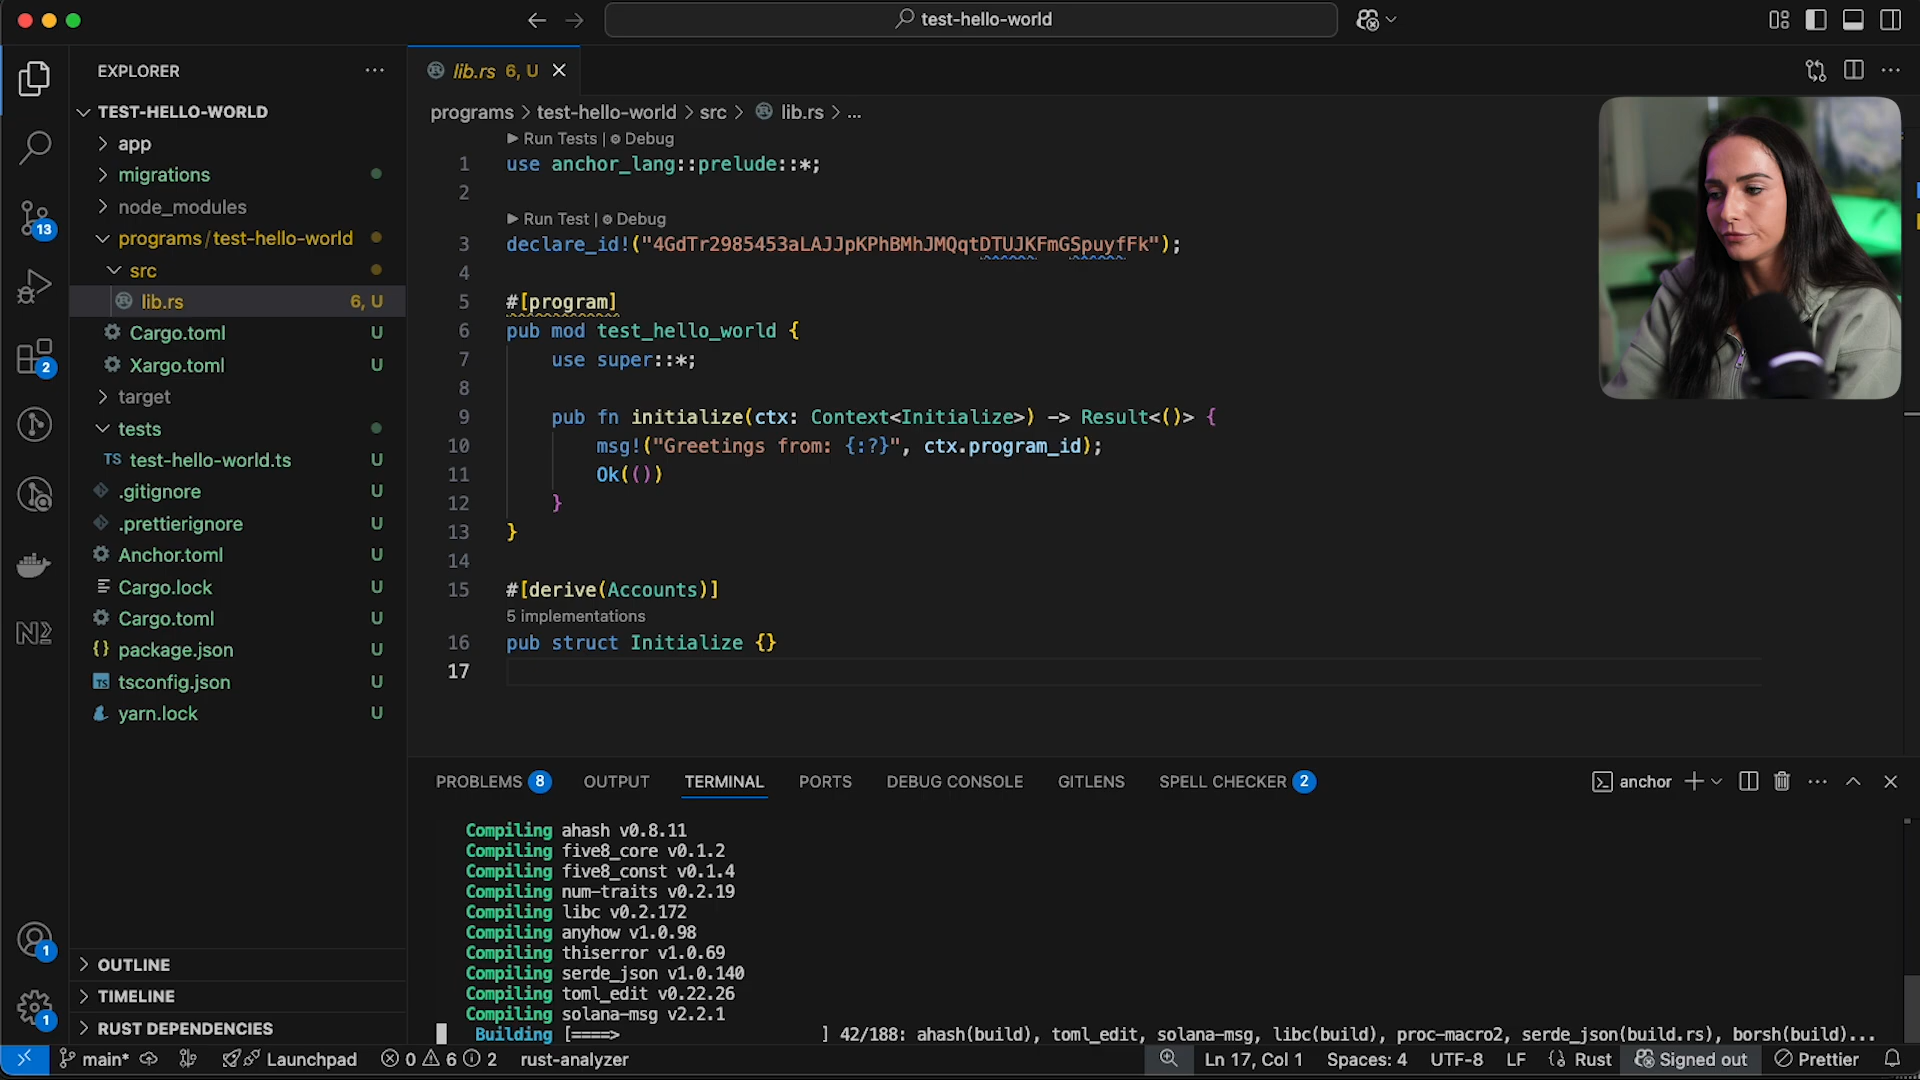 test-hello-world
EXPLORER
TEST-HELLO-WORLD
app
migrations
node_modules
programs/test-hello-world
src
lib.rs 6, U
Cargo.toml U
Xargo.toml U
target
tests
TS test-hello-world.ts U
.gitignore U
.prettierignore U
Anchor.toml U
Cargo.lock U
Cargo.toml U
{} package.json U
TS tsconfig.json U
yarn.lock U
OUTLINE
TIMELINE
RUST DEPENDENCIES
13
2
1
1
lib.rs 6, U
programs > test-hello-world > src > lib.rs > ...
Run Tests | Debug
1 use anchor_lang::prelude::*;
2
Run Test | Debug
3 declare_id!("4GdTr2985453aLAJJpKPhBMhJMQqtDTUJKFmGSpuyfFk");
4
5 #[program]
6 pub mod test_hello_world {
7 use super::*;
8
9 pub fn initialize(ctx: Context<Initialize>) -> Result<()> {
10 msg!("Greetings from: {:?}", ctx.program_id);
11 Ok(())
12 }
13 }
14
15 #[derive(Accounts)]
5 implementations
16 pub struct Initialize {}
17
PROBLEMS 8 OUTPUT TERMINAL PORTS DEBUG CONSOLE GITLENS SPELL CHECKER 2 anchor
Compiling ahash v0.8.11
Compiling five8_core v0.1.2
Compiling five8_const v0.1.4
Compiling num-traits v0.2.19
Compiling libc v0.2.172
Compiling anyhow v1.0.98
Compiling thiserror v1.0.69
Compiling serde_json v1.0.140
Compiling toml_edit v0.22.26
Compiling solana-msg v2.2.1
Building [====> ] 42/188: ahash(build), toml_edit, solana-msg, libc(build), proc-macro2, serde_json(build.rs), borsh(build)...
main* Launchpad 0 6 2 rust-analyzer Ln 17, Col 1 Spaces: 4 UTF-8 LF {} Rust Signed out Prettier